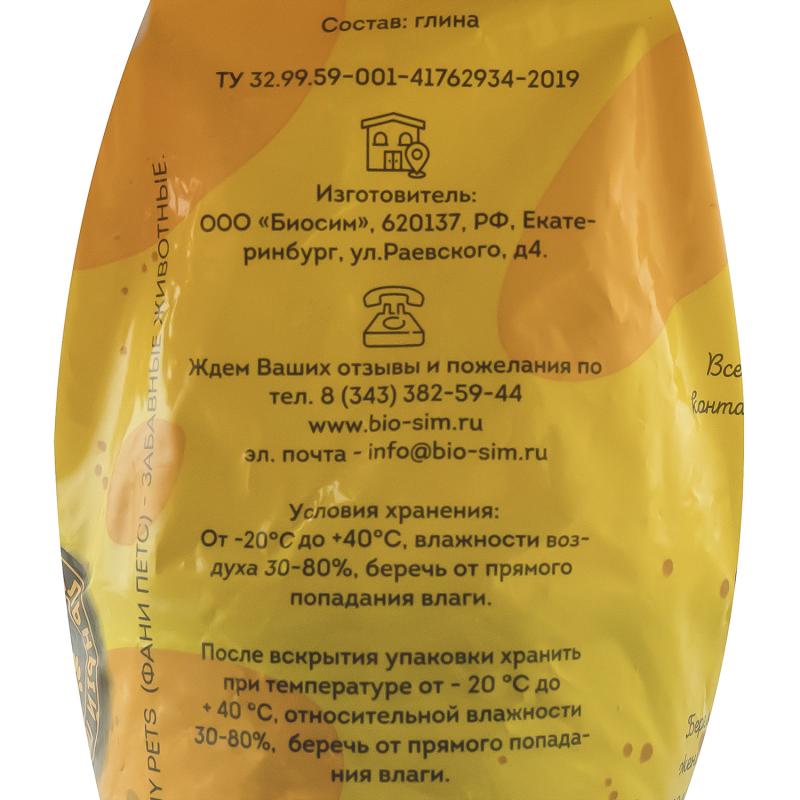 Состав: глина
ТУ 32.99.59-001-41762934-2019
Изготовитель:
ООО «Биосим», 620137, РФ, Екате-
ринбург, ул.Раевского, д4.
Ждем Ваших отзывы и пожелания по
тел. 8 (343) 382-59-44
www.bio-sim.ru
эл. почта - info@bio-sim.ru
Условия хранения:
От -20°С до +40°С, влажности воз-
духа 30-80%, беречь от прямого
попадания влаги.
После вскрытия упаковки хранить
при температуре от - 20 °С до
+ 40 °С, относительной влажности
30-80%, беречь от прямого попада-
ния влаги.
PETS (ФАНИ ПЕТС) - ЗАБАВНЫЕ ЖИВОТНЫЕ.